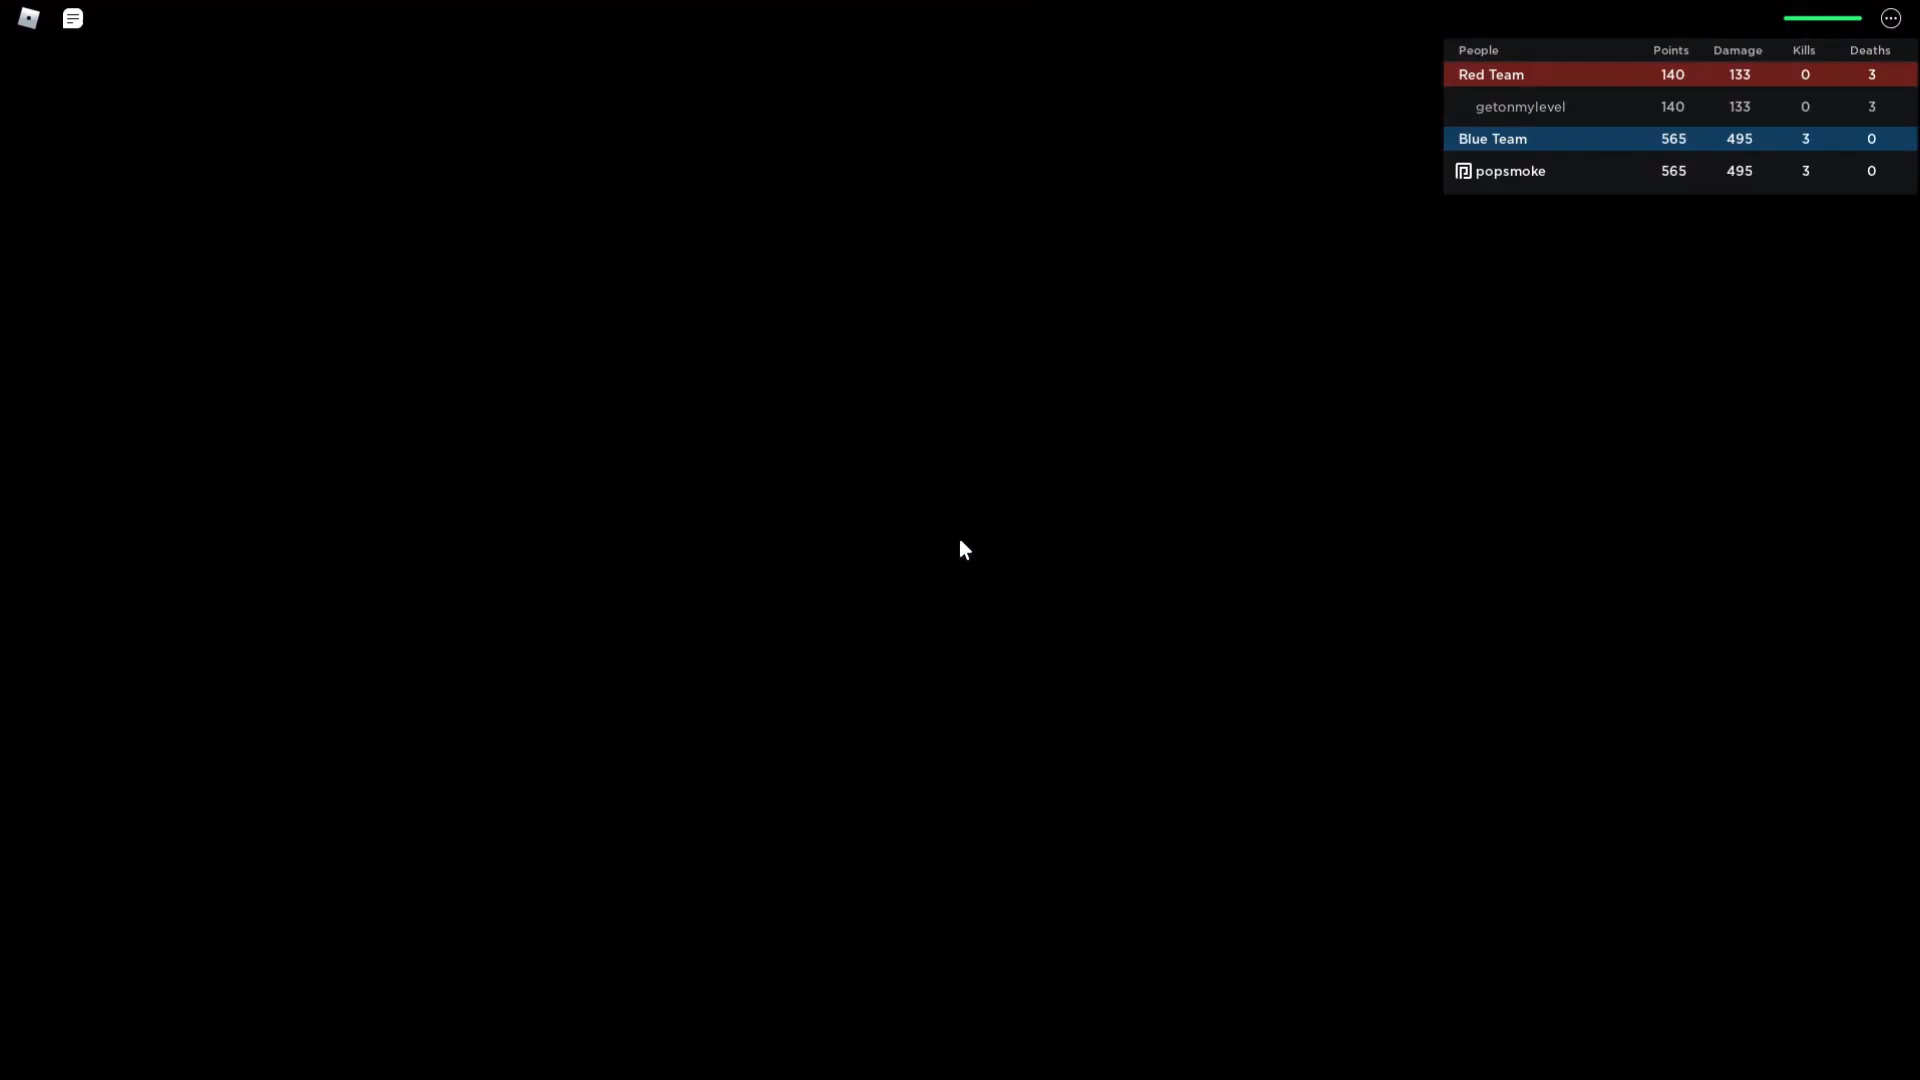 People Points Damage Kills Deaths
Red Team 140 133 0 3
getonmylevel 140 133 0 3
Blue Team 565 495 3 0
popsmoke 565 495 3 0